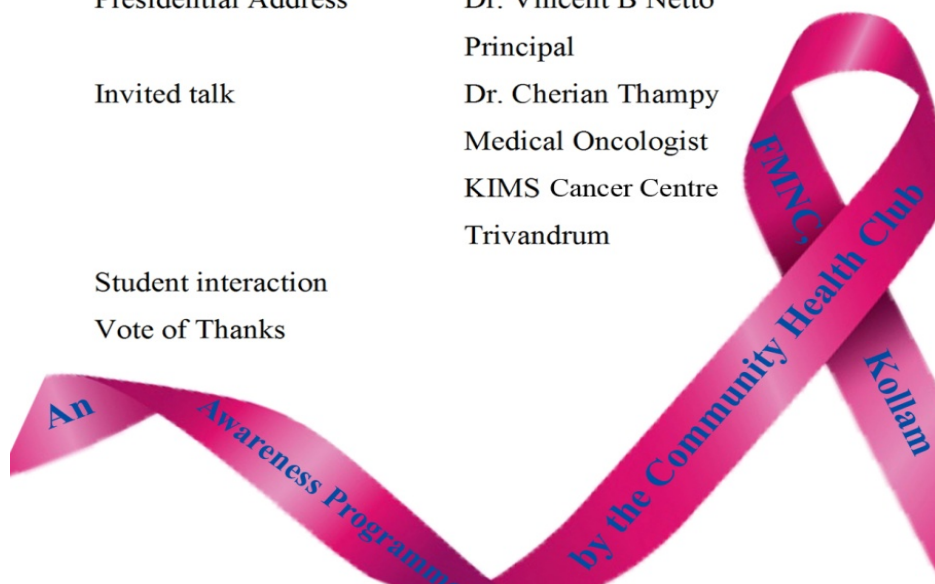 Presidential Address Dr. Vincent B Netto
Principal
Invited talk Dr. Cherian Thampy
Medical Oncologist
KIMS Cancer Centre
Trivandrum
Student interaction
Vote of Thanks
An Awareness Programm
by the Community Health Club
FMNC,
Kollam